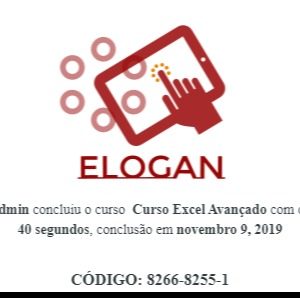 ELOGAN
dmin concluiu o curso Curso Excel Avançado com
40 segundos, conclusão em novembro 9, 2019
CÓDIGO: 8266-8255-1